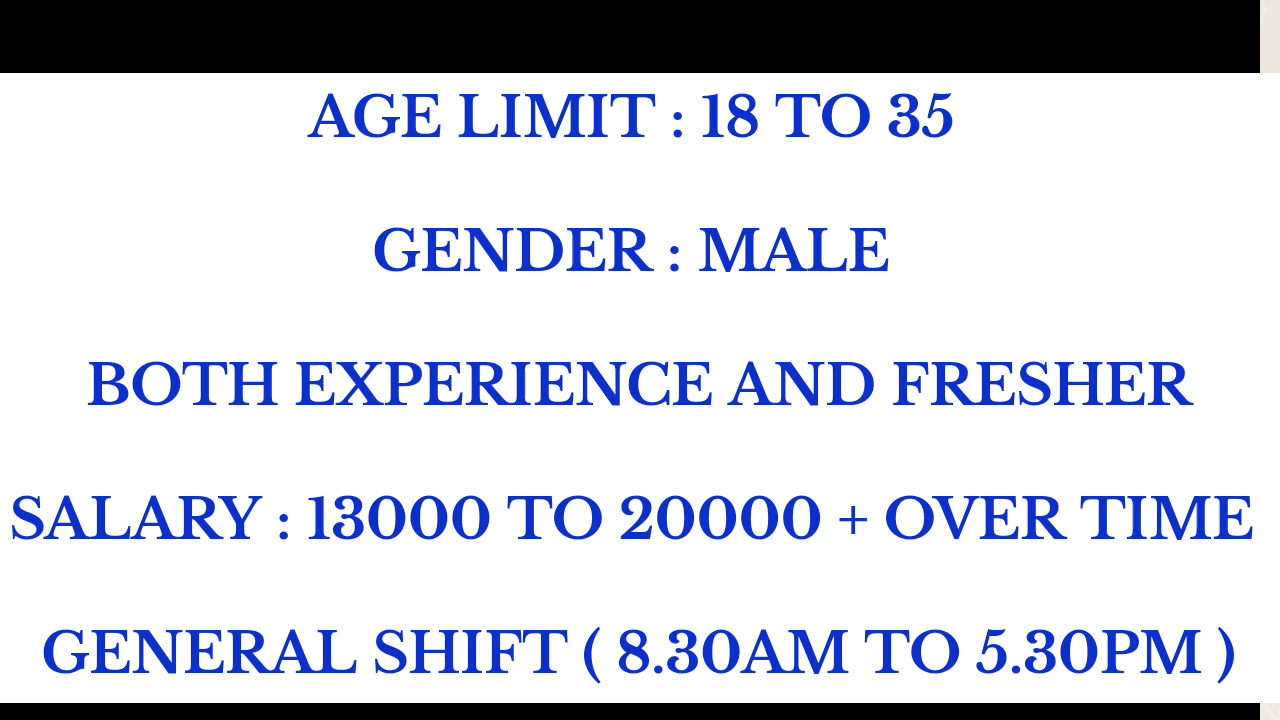 AGE LIMIT : 18 TO 35
GENDER : MALE
BOTH EXPERIENCE AND FRESHER
SALARY : 13000 TO 20000 + OVER TIME
GENERAL SHIFT ( 8.30AM TO 5.30PM )